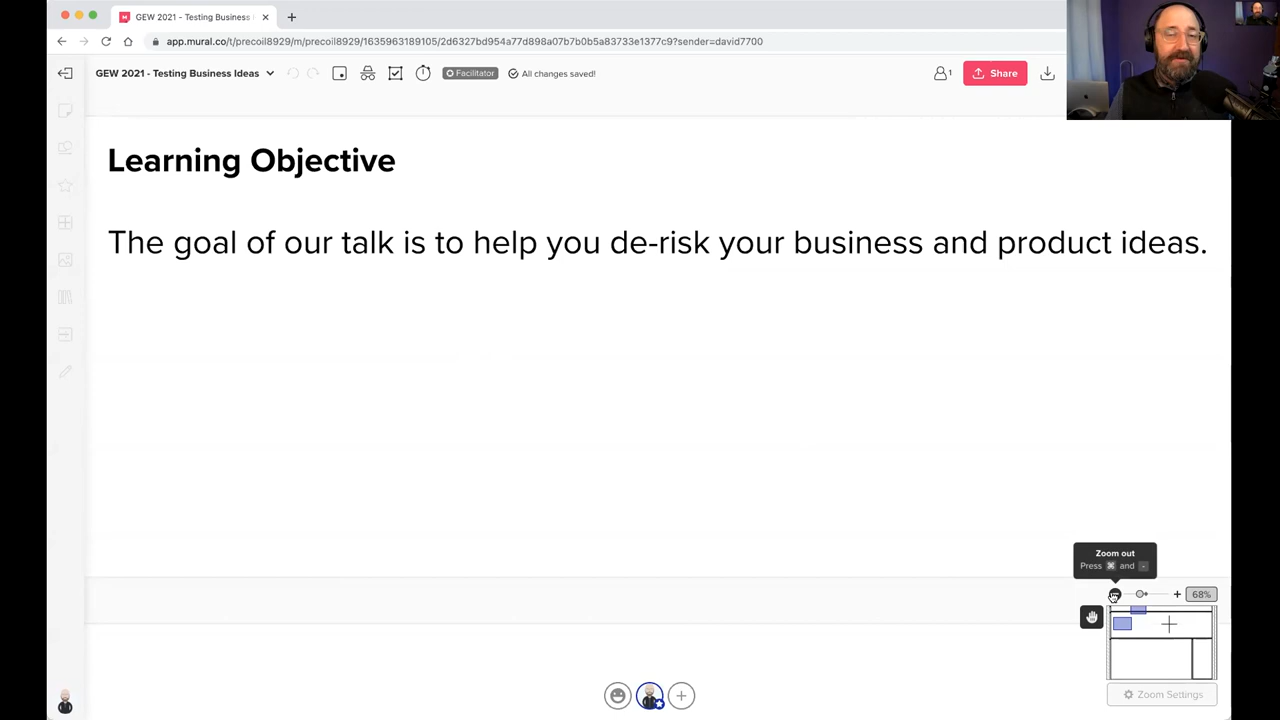 GEW 2021 - Testing Business
app.mural.co/t/precoil8929/m/precoil8929/1635963189105/2d6327bd954a77d898a07b7b0b5a83733e1377c9?sender=david7700
GEW 2021 - Testing Business Ideas
Facilitator
All changes saved!
1
Share
Learning Objective
The goal of our talk is to help you de-risk your business and product ideas.
Zoom out
Press ⌘ and -
68%
Zoom Settings